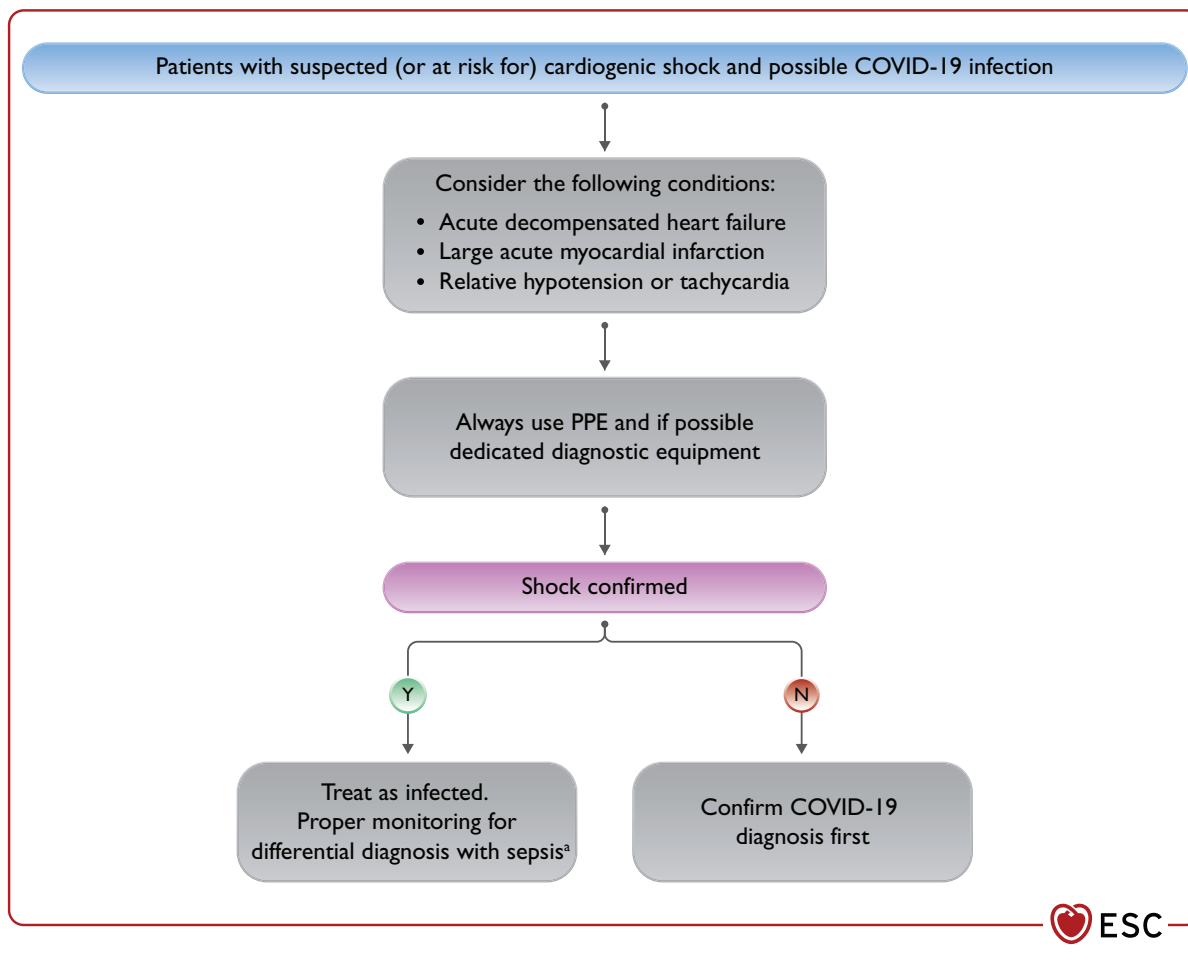 Patients with suspected (or at risk for) cardiogenic shock and possible COVID-19 infection
Consider the following conditions:
• Acute decompensated heart failure
• Large acute myocardial infarction
• Relative hypotension or tachycardia
Always use PPE and if possible
dedicated diagnostic equipment
Shock confirmed
Y
N
Treat as infected.
Proper monitoring for
differential diagnosis with sepsisᵃ
Confirm COVID-19
diagnosis first
ESC